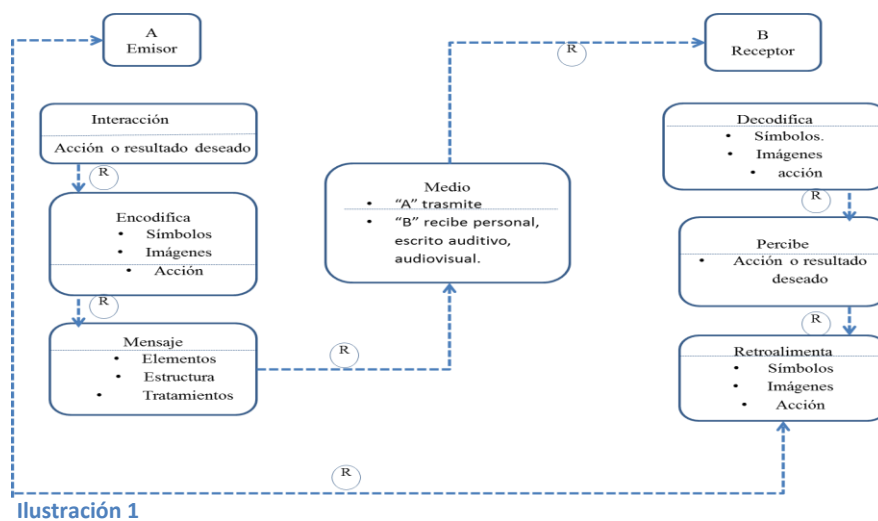 A
Emisor
Interacción
Acción o resultado deseado
R
Encodifica
• Símbolos
• Imágenes
• Acción
R
Mensaje
• Elementos
• Estructura
• Tratamientos
R
Medio
• “A” trasmite
• “B” recibe personal,
escrito auditivo,
audiovisual.
R
B
Receptor
Decodifica
• Símbolos.
• Imágenes
• acción
R
Percibe
• Acción o resultado
deseado
R
Retroalimenta
• Símbolos
• Imágenes
• Acción
R
Ilustración 1